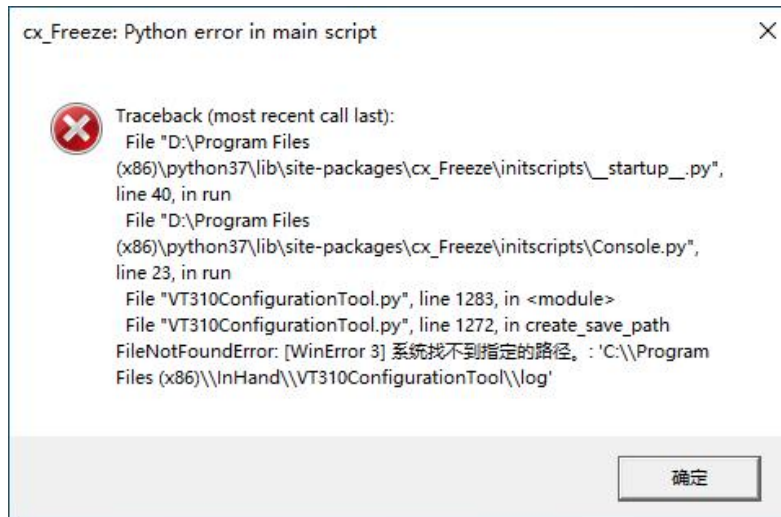 cx_Freeze: Python error in main script
Traceback (most recent call last):
File "D:\Program Files
(x86)\python37\lib\site-packages\cx_Freeze\initscripts\__startup__.py",
line 40, in run
File "D:\Program Files
(x86)\python37\lib\site-packages\cx_Freeze\initscripts\Console.py",
line 23, in run
File "VT310ConfigurationTool.py", line 1283, in <module>
File "VT310ConfigurationTool.py", line 1272, in create_save_path
FileNotFoundError: [WinError 3] 系统找不到指定的路径。: 'C:\\Program
Files (x86)\\InHand\\VT310ConfigurationTool\\log'
确定